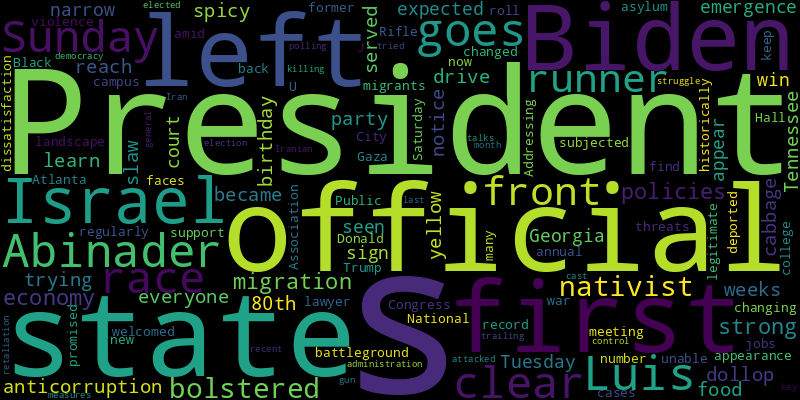 narrow
spicy
former
roll
asylum
emergence
elected
violence
amid
expected
Sunday
left
served
goes
Biden
Rifle
polling
J
tried
democracy
Black
reach
back
killing
changed
now
keep
campus
U
migrants
drive
runner
struggle
win
dissatisfaction
President
Iran
landscape
general
court
birthday
party
notice
Saturday
City
Addressing
subjected
historically
appear
Hall
Tennessee
learn
slaw
election
Iranian
Gaza
talks
month
find
Atlanta
faces
Israel
became
Public
last
front
policies
regularly
support
Association
seen
Donald
sign
yellow
official
Georgia
many
annual
threats
legitimate
deported
cabbage
college
Abinader
Trump
trying
race
migration
cast
nativist
weeks
economy
everyone
80th
lawyer
Congress
National
record
trailing
war
first
changing
retaliation
promised
welcomed
new
state
S
meeting
control
strong
jobs
recent
battleground
administration
attacked
Tuesday
number
unable
appearance
anticorruption
bolstered
gun
clear
Luis
food
dollop
measures
cases
key